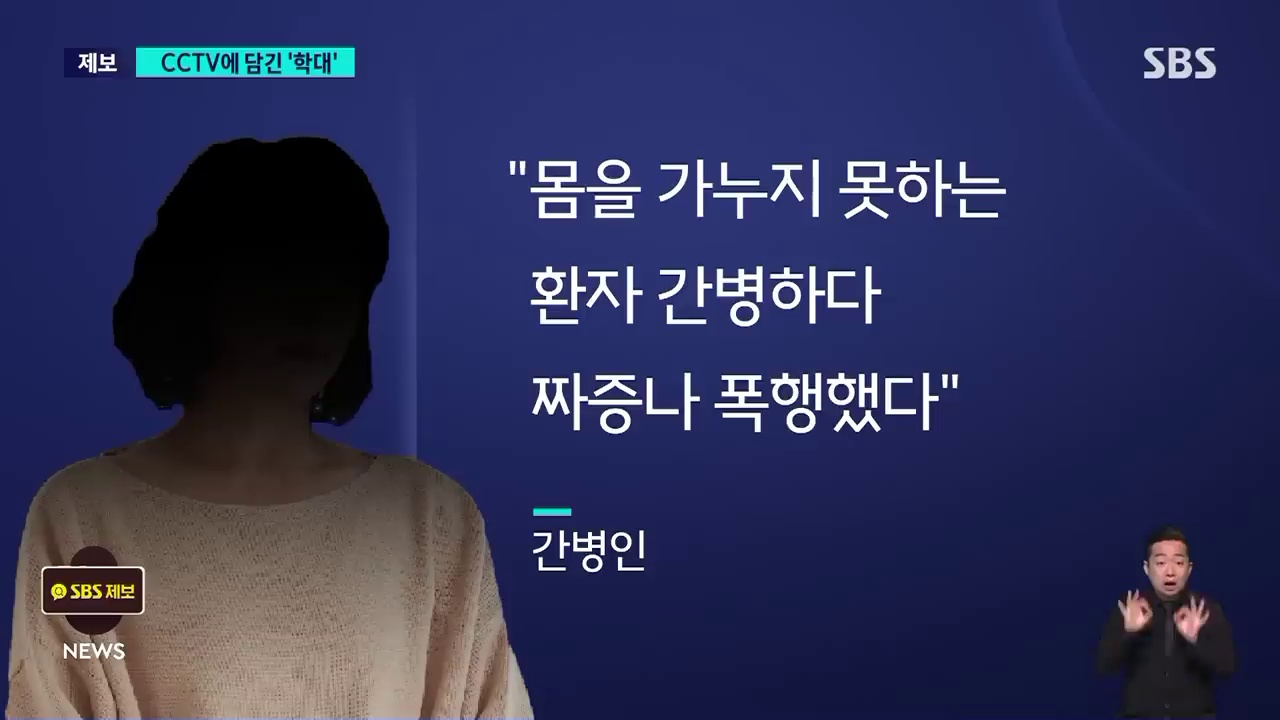 제보 CCTV에 담긴 '학대'
SBS
"몸을 가누지 못하는
환자 간병하다
짜증나 폭행했다"
간병인
SBS 제보
NEWS